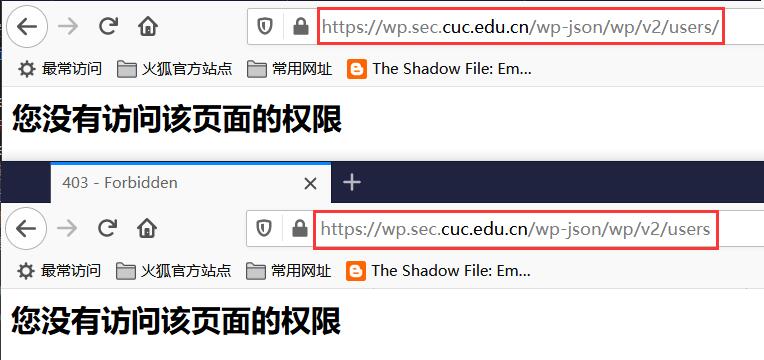 https://wp.sec.cuc.edu.cn/wp-json/wp/v2/users/
最常访问 火狐官方站点 常用网址 The Shadow File: Em...
您没有访问该页面的权限
403 - Forbidden
https://wp.sec.cuc.edu.cn/wp-json/wp/v2/users
最常访问 火狐官方站点 常用网址 The Shadow File: Em...
您没有访问该页面的权限